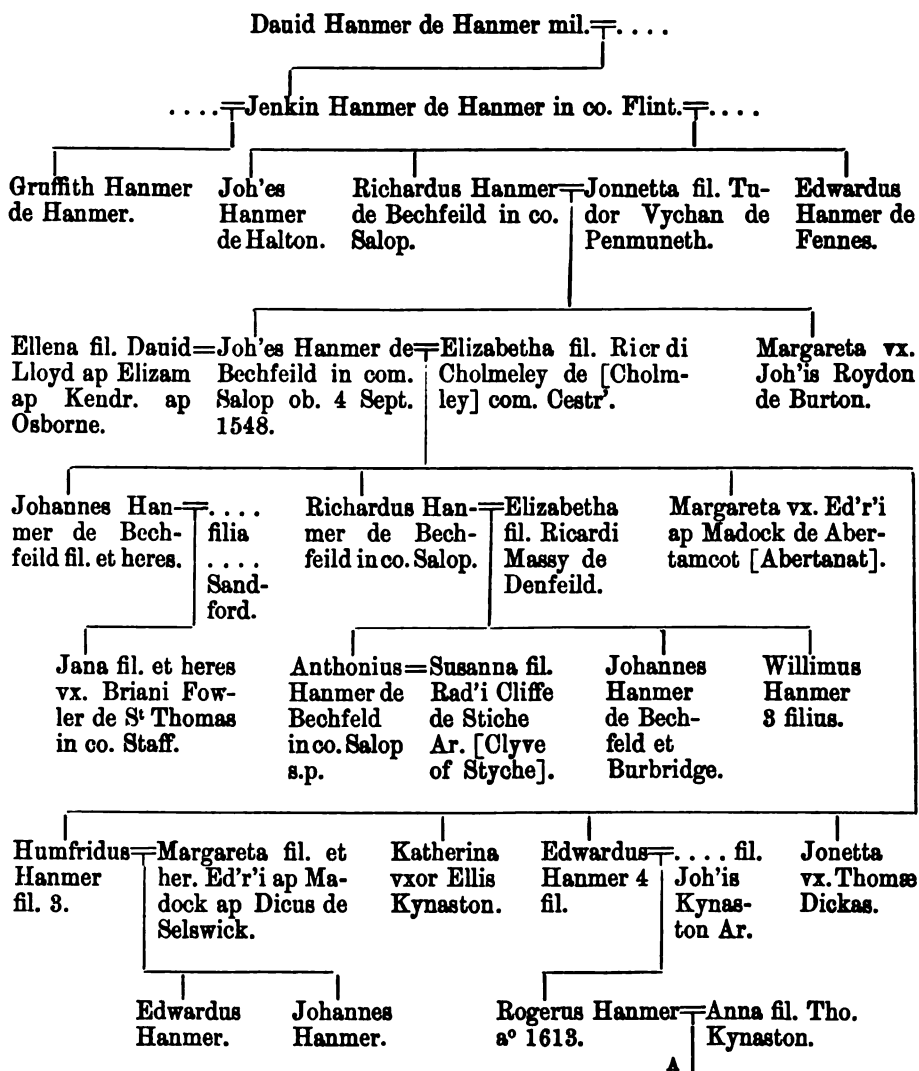 Dauid Hanmer de Hanmer mil.=. . . .
. . . .=Jenkin Hanmer de Hanmer in co. Flint.=. . . .
Gruffith Hanmer
de Hanmer.
Joh'es
Hanmer
de Halton.
Richardus Hanmer=
de Bechfeild in co.
Salop.
Jonnetta fil. Tu-
dor Vychan de
Penmuneth.
Edwardus
Hanmer de
Fennes.
Ellena fil. Dauid=
Lloyd ap Elizam
ap Kendr. ap
Osborne.
Joh'es Hanmer de=
Bechfeild in com.
Salop ob. 4 Sept.
1548.
Elizabetha fil. Ric'r'di
Cholmeley de [Cholm-
ley] com. Cestr'.
Margareta vx.
Joh'is Roydon
de Burton.
Johannes Han-=
mer de Bech-
feild fil. et heres.
. . . .
filia
. . . .
Sand-
ford.
Richardus Han-=
mer de Bech-
feild in co. Salop.
Elizabetha
fil. Ricardi
Massy de
Denfeild.
Margareta vx. Ed'r'i
ap Madock de Aber-
tamcot [Abertanat].
Jana fil. et heres
vx. Briani Fow-
ler de Sᵗ Thomas
in co. Staff.
Anthonius=
Hanmer de
Bechfeld
in co. Salop
s.p.
Susanna fil.
Rad'i Cliffe
de Stiche
Ar. [Clyve
of Styche].
Johannes
Hanmer
de Bech-
feld et
Burbridge.
Willimus
Hanmer
3 filius.
Humfridus=
Hanmer
fil. 3.
Margareta fil. et
her. Ed'r'i ap Ma-
dock ap Dicus de
Selswick.
Katherina
vxor Ellis
Kynaston.
Edwardus=
Hanmer 4
fil.
. . . . fil.
Joh'is
Kynas-
ton Ar.
Jonetta
vx. Thomæ
Dickas.
Edwardus
Hanmer.
Johannes
Hanmer.
Rogerus Hanmer=
aº 1613.
Anna fil. Tho.
Kynaston.
A